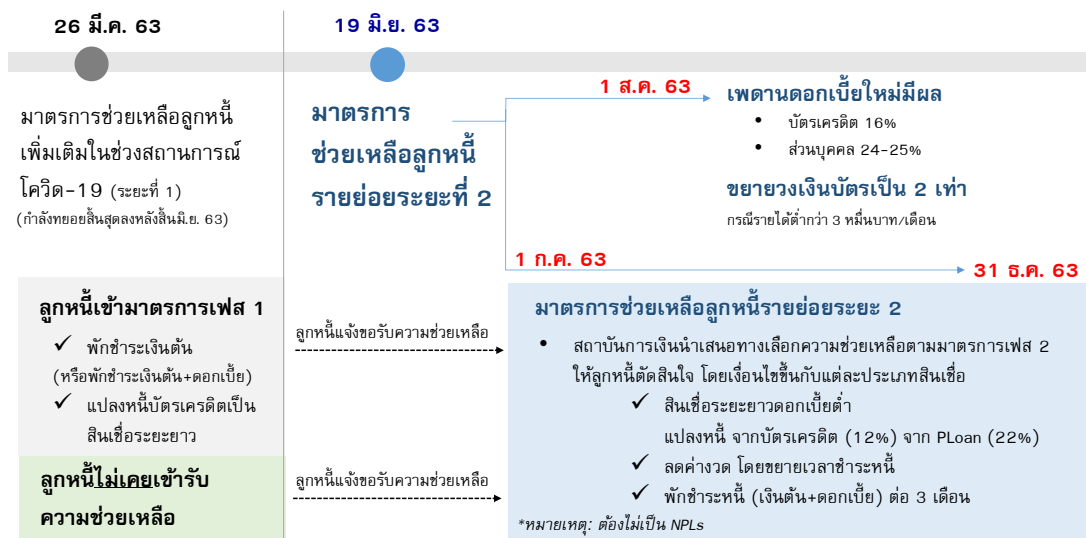 26 มี.ค. 63
19 มิ.ย. 63
มาตรการช่วยเหลือลูกหนี้
เพิ่มเติมในช่วงสถานการณ์
โควิด-19 (ระยะที่ 1)
(กำลังทยอยสิ้นสุดลงหลังสิ้นมิ.ย. 63)
มาตรการ
ช่วยเหลือลูกหนี้
รายย่อยระยะที่ 2
1 ส.ค. 63
เพดานดอกเบี้ยใหม่มีผล
• บัตรเครดิต 16%
• ส่วนบุคคล 24-25%
ขยายวงเงินบัตรเป็น 2 เท่า
กรณีรายได้ต่ำกว่า 3 หมื่นบาท/เดือน
1 ก.ค. 63
31 ธ.ค. 63
ลูกหนี้เข้ามาตรการเฟส 1
✓ พักชำระเงินต้น
(หรือพักชำระเงินต้น+ดอกเบี้ย)
✓ แปลงหนี้บัตรเครดิตเป็น
สินเชื่อระยะยาว
ลูกหนี้ไม่เคยเข้ารับ
ความช่วยเหลือ
ลูกหนี้แจ้งขอรับความช่วยเหลือ
ลูกหนี้แจ้งขอรับความช่วยเหลือ
มาตรการช่วยเหลือลูกหนี้รายย่อยระยะ 2
• สถาบันการเงินนำเสนอทางเลือกความช่วยเหลือตามมาตรการเฟส 2
ให้ลูกหนี้ตัดสินใจ โดยเงื่อนไขขึ้นกับแต่ละประเภทสินเชื่อ
✓ สินเชื่อระยะยาวดอกเบี้ยต่ำ
แปลงหนี้ จากบัตรเครดิต (12%) จาก PLoan (22%)
✓ ลดค่างวด โดยขยายเวลาชำระหนี้
✓ พักชำระหนี้ (เงินต้น+ดอกเบี้ย) ต่อ 3 เดือน
*หมายเหตุ: ต้องไม่เป็น NPLs